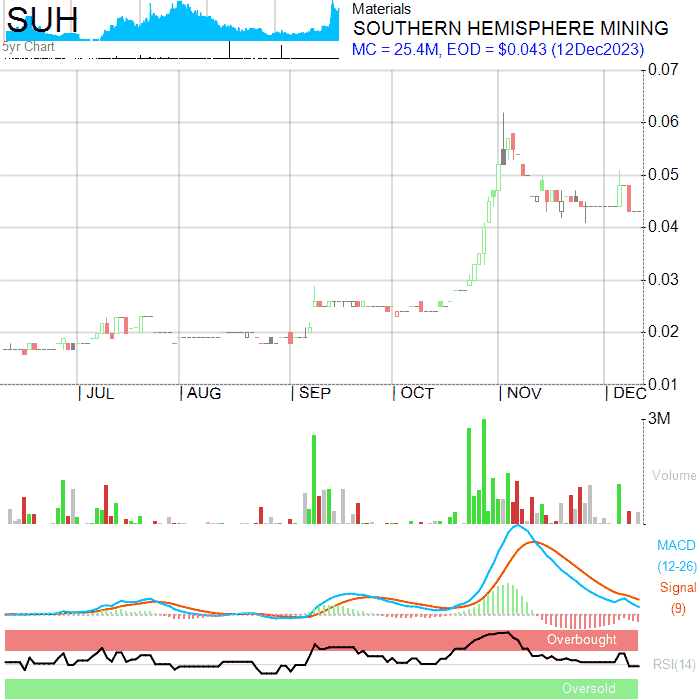 SUH
5yr Chart
Materials
SOUTHERN HEMISPHERE MINING
MC = 25.4M, EOD = $0.043 (12Dec2023)
0.07
0.06
0.05
0.04
0.03
0.02
0.01
JUL AUG SEP OCT NOV DEC
3M
Volume
MACD
(12-26)
Signal
(9)
Overbought
RSI(14)
Oversold